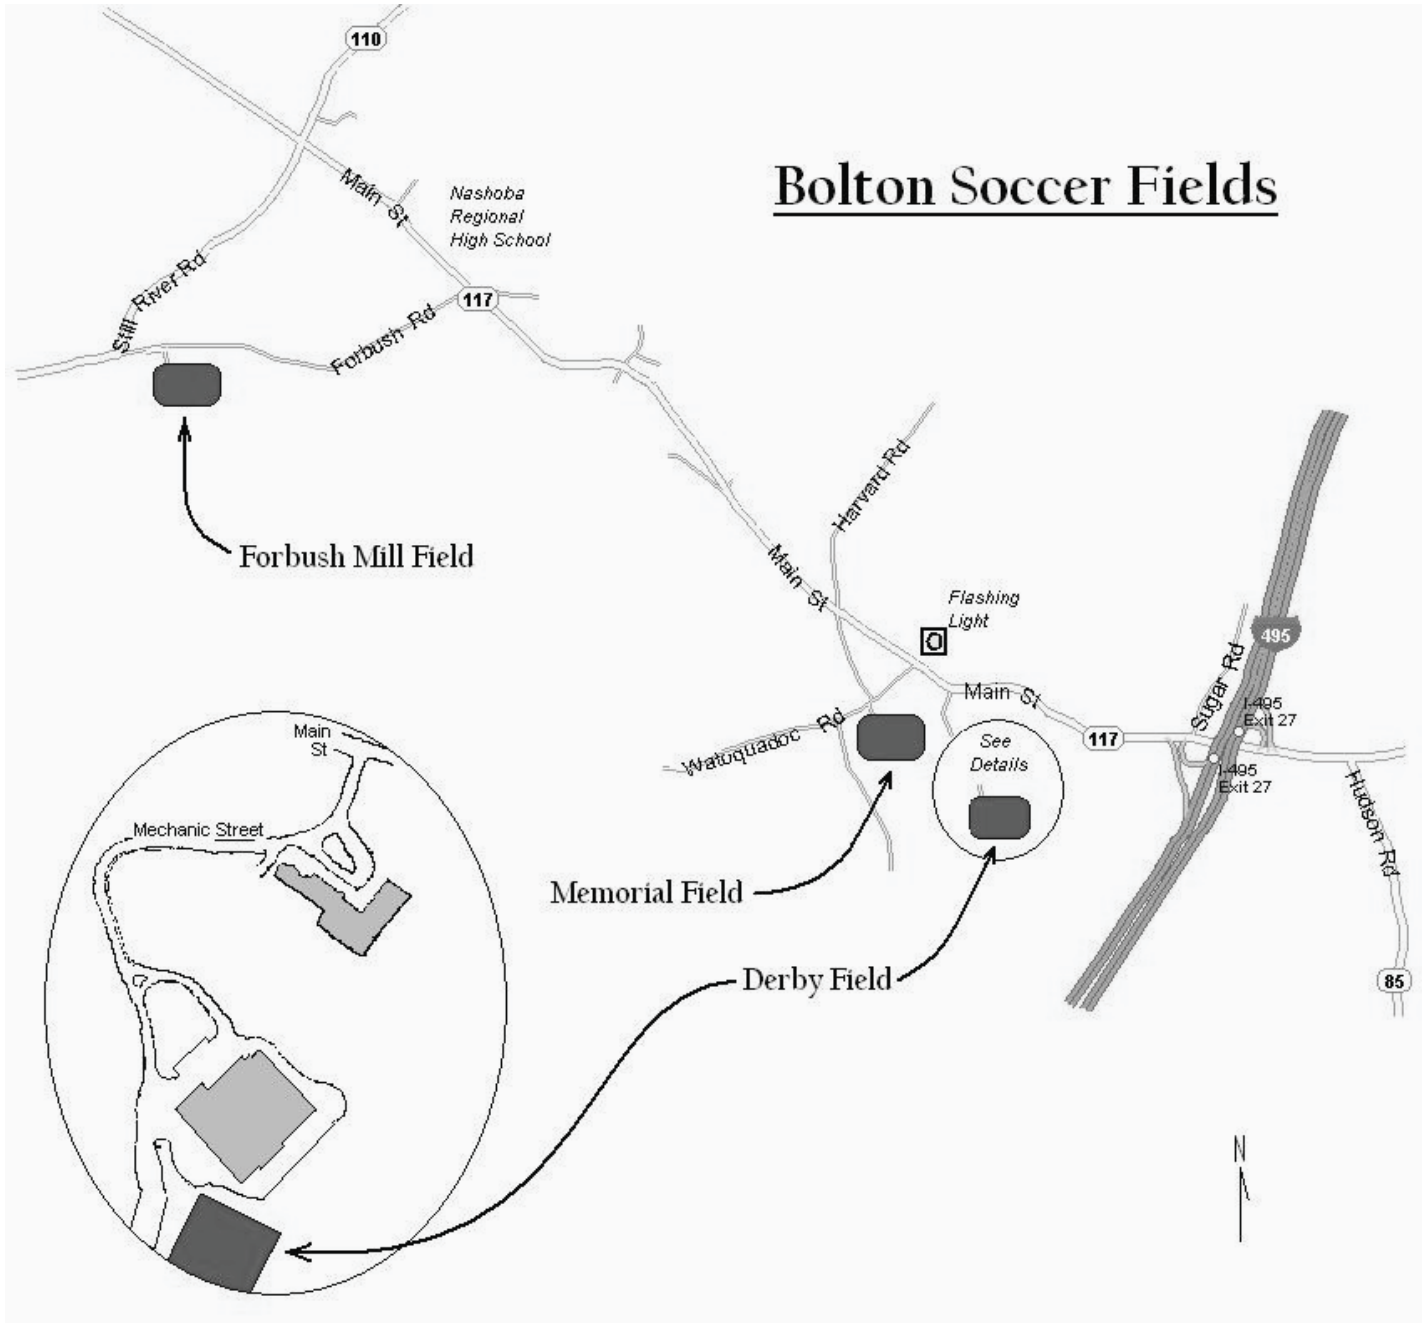 110
Bolton Soccer Fields
Main St
Nashoba
Regional
High School
Still River Rd
117
Forbush Rd
Forbush Mill Field
Harvard Rd
Main St
Flashing
Light
495
Sugar Rd
Main St
I-495
Exit 27
Watoquadoc Rd
117
See
Details
I-495
Exit 27
Hudson Rd
Main
St
Mechanic Street
Memorial Field
Derby Field
85
N